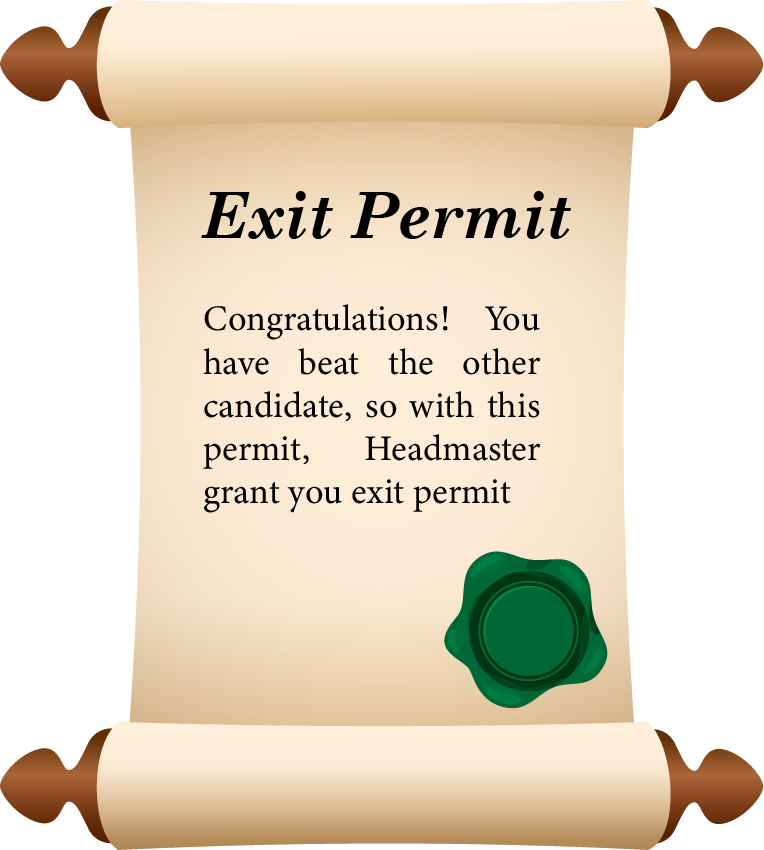 Exit Permit
Congratulations! You
have beat the other
candidate, so with this
permit, Headmaster
grant you exit permit